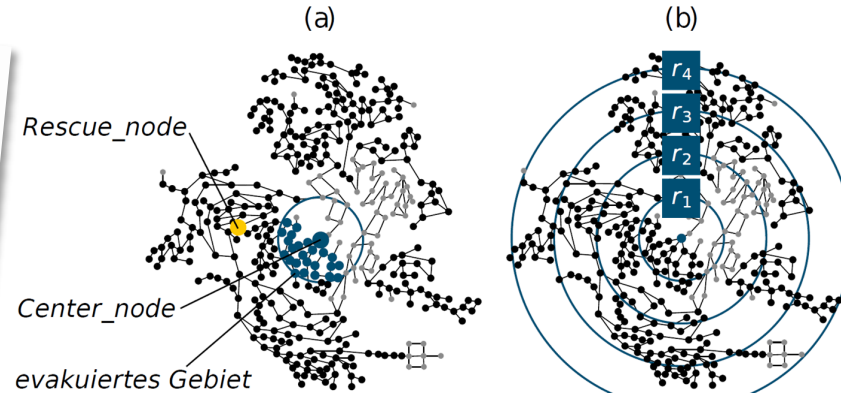 (a)
(b)
Rescue_node
Center_node
evakuiertes Gebiet
r4
r3
r2
r1